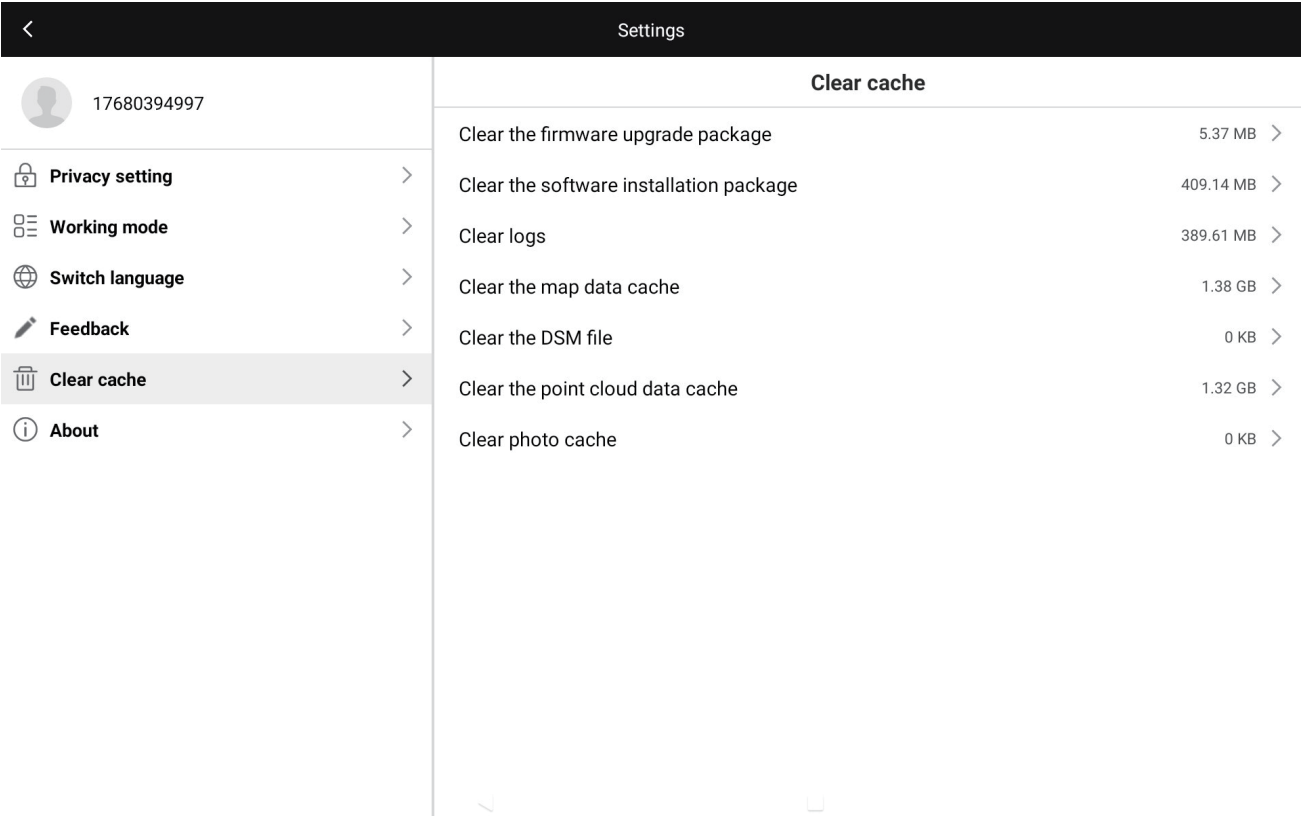 Settings
17680394997
Privacy setting
Working mode
Switch language
Feedback
Clear cache
About
Clear cache
Clear the firmware upgrade package 5.37 MB
Clear the software installation package 409.14 MB
Clear logs 389.61 MB
Clear the map data cache 1.38 GB
Clear the DSM file 0 KB
Clear the point cloud data cache 1.32 GB
Clear photo cache 0 KB